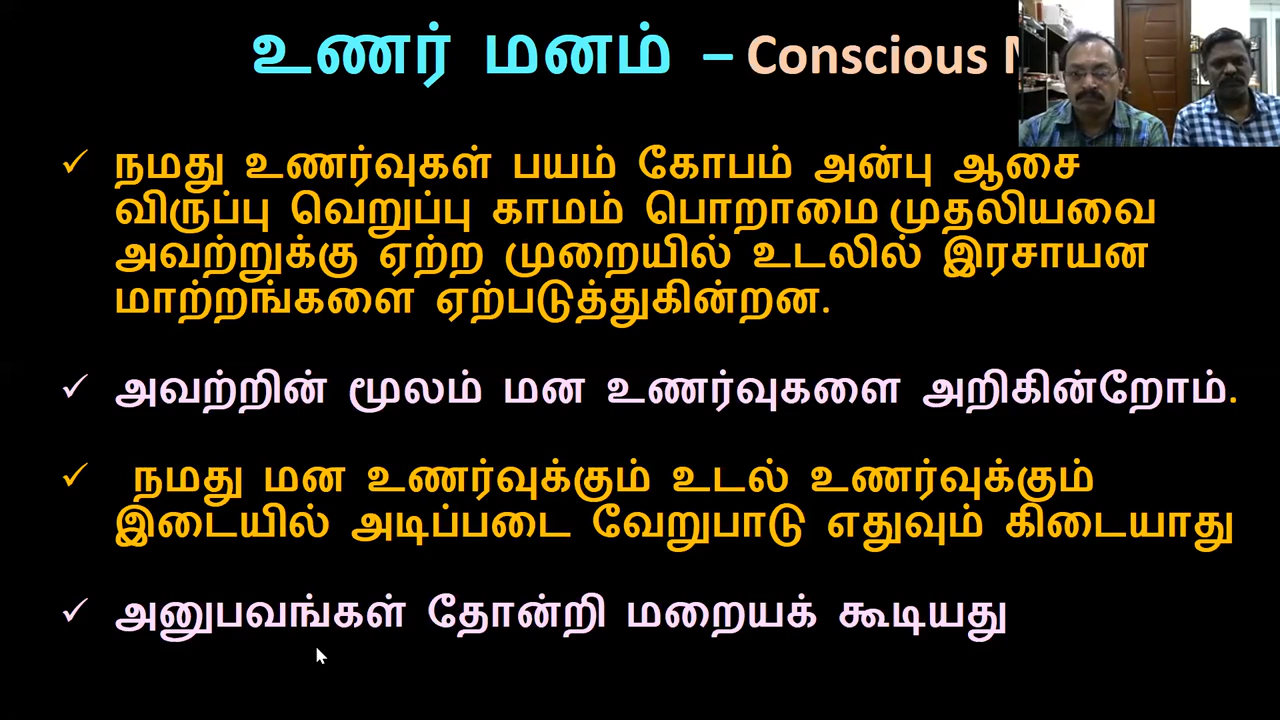 உணர் மனம் – Conscious
✓ நமது உணர்வுகள் பயம் கோபம் அன்பு ஆசை
விருப்பு வெறுப்பு காமம் பொறாமை முதலியவை
அவற்றுக்கு ஏற்ற முறையில் உடலில் இரசாயன
மாற்றங்களை ஏற்படுத்துகின்றன.
✓ அவற்றின் மூலம் மன உணர்வுகளை அறிகின்றோம்.
✓ நமது மன உணர்வுக்கும் உடல் உணர்வுக்கும்
இடையில் அடிப்படை வேறுபாடு எதுவும் கிடையாது
✓ அனுபவங்கள் தோன்றி மறையக் கூடியது